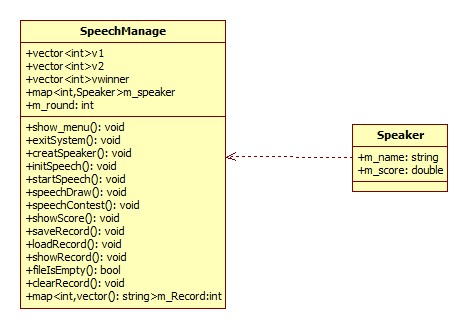 SpeechManage
+vector<int>v1
+vector<int>v2
+vector<int>vwinner
+map<int,Speaker>m_speaker
+m_round: int
+show_menu(): void
+exitSystem(): void
+creatSpeaker(): void
+initSpeech(): void
+startSpeech(): void
+speechDraw(): void
+speechContest(): void
+showScore(): void
+saveRecord(): void
+loadRecord(): void
+showRecord(): void
+fileIsEmpty(): bool
+clearRecord(): void
+map<int,vector(): string>m_Record:int
Speaker
+m_name: string
+m_score: double